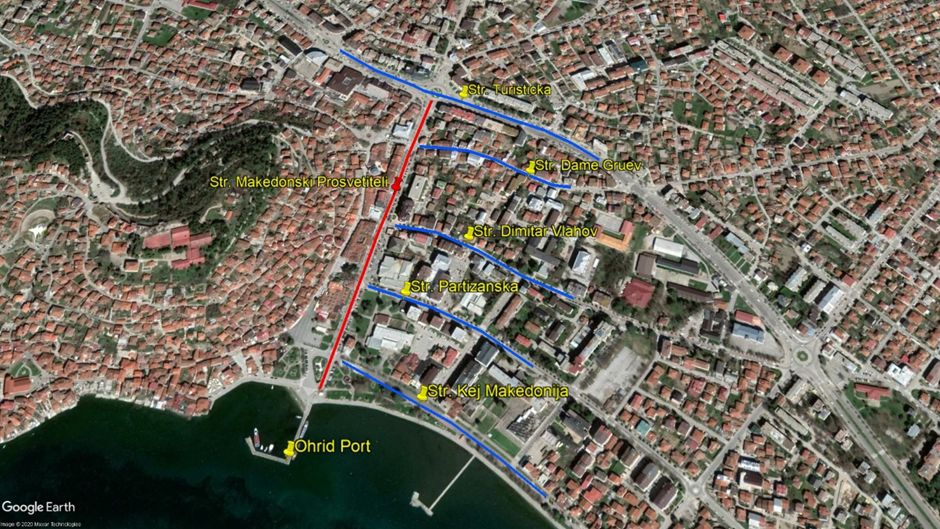 Str. Turisticka
Str. Dame Gruev
Str. Makedonski Prosvetiteli
Str. Dimitar Vlahov
Str. Partizanska
Str. Kej Makedonija
Ohrid Port
Google Earth
Image © 2020 Maxar Technologies